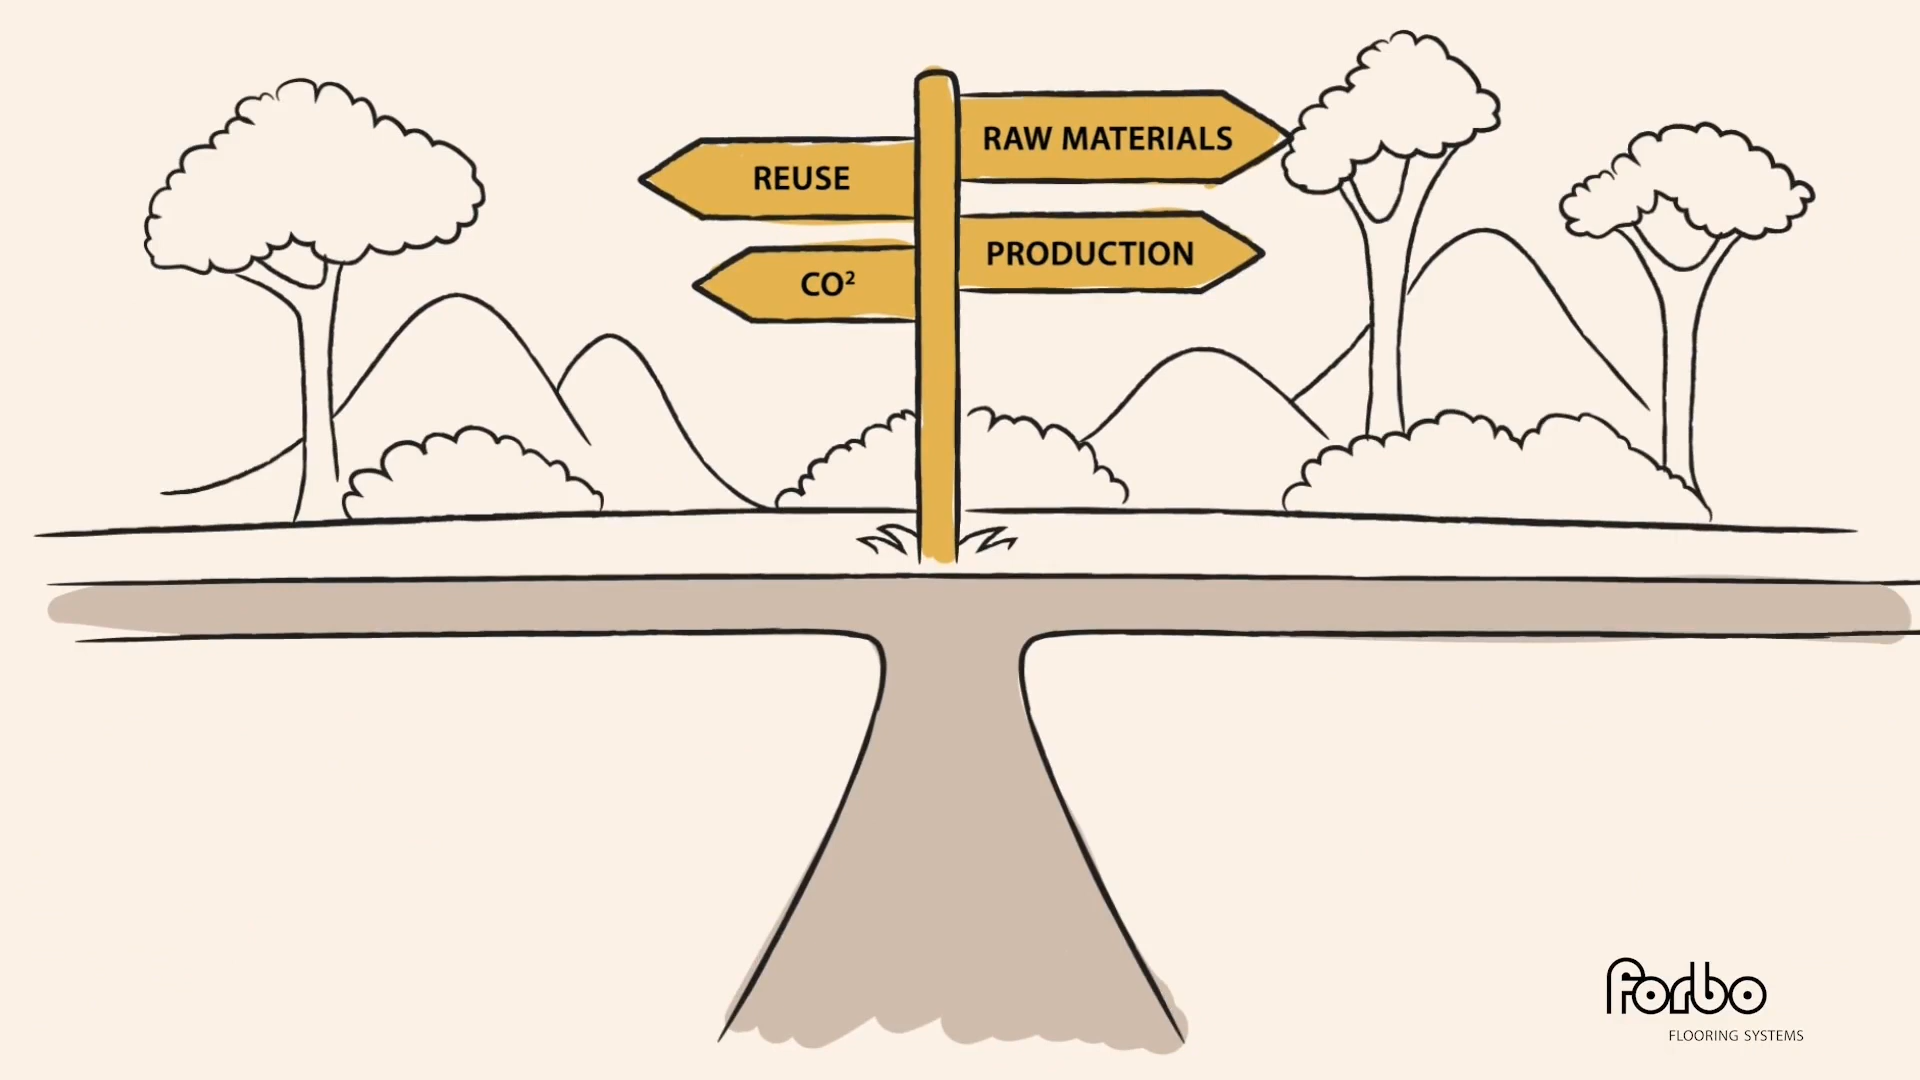 RAW MATERIALS
REUSE
PRODUCTION
CO²
forbo
FLOORING SYSTEMS